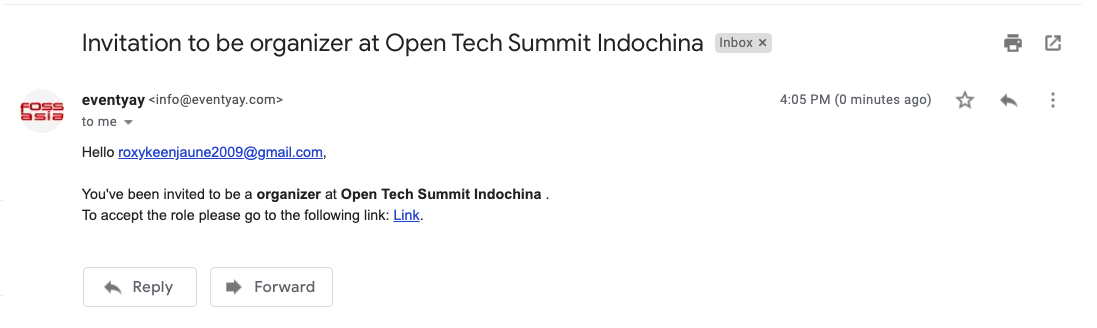 Invitation to be organizer at Open Tech Summit Indochina Inbox ×
FOSS
ASIA
eventyay <info@eventyay.com> 4:05 PM (0 minutes ago)
to me
Hello roxykeenjaune2009@gmail.com,
You've been invited to be a organizer at Open Tech Summit Indochina .
To accept the role please go to the following link: Link.
Reply Forward